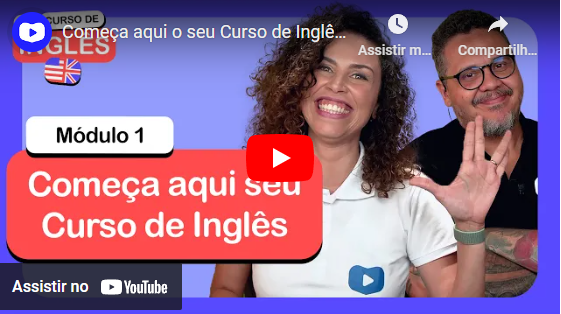 CURSO DE
INGLÊS
Começa aqui o seu Curso de Inglê...
Assistir m...
Compartilh...
Módulo 1
Começa aqui seu
Curso de Inglês
Assistir no YouTube